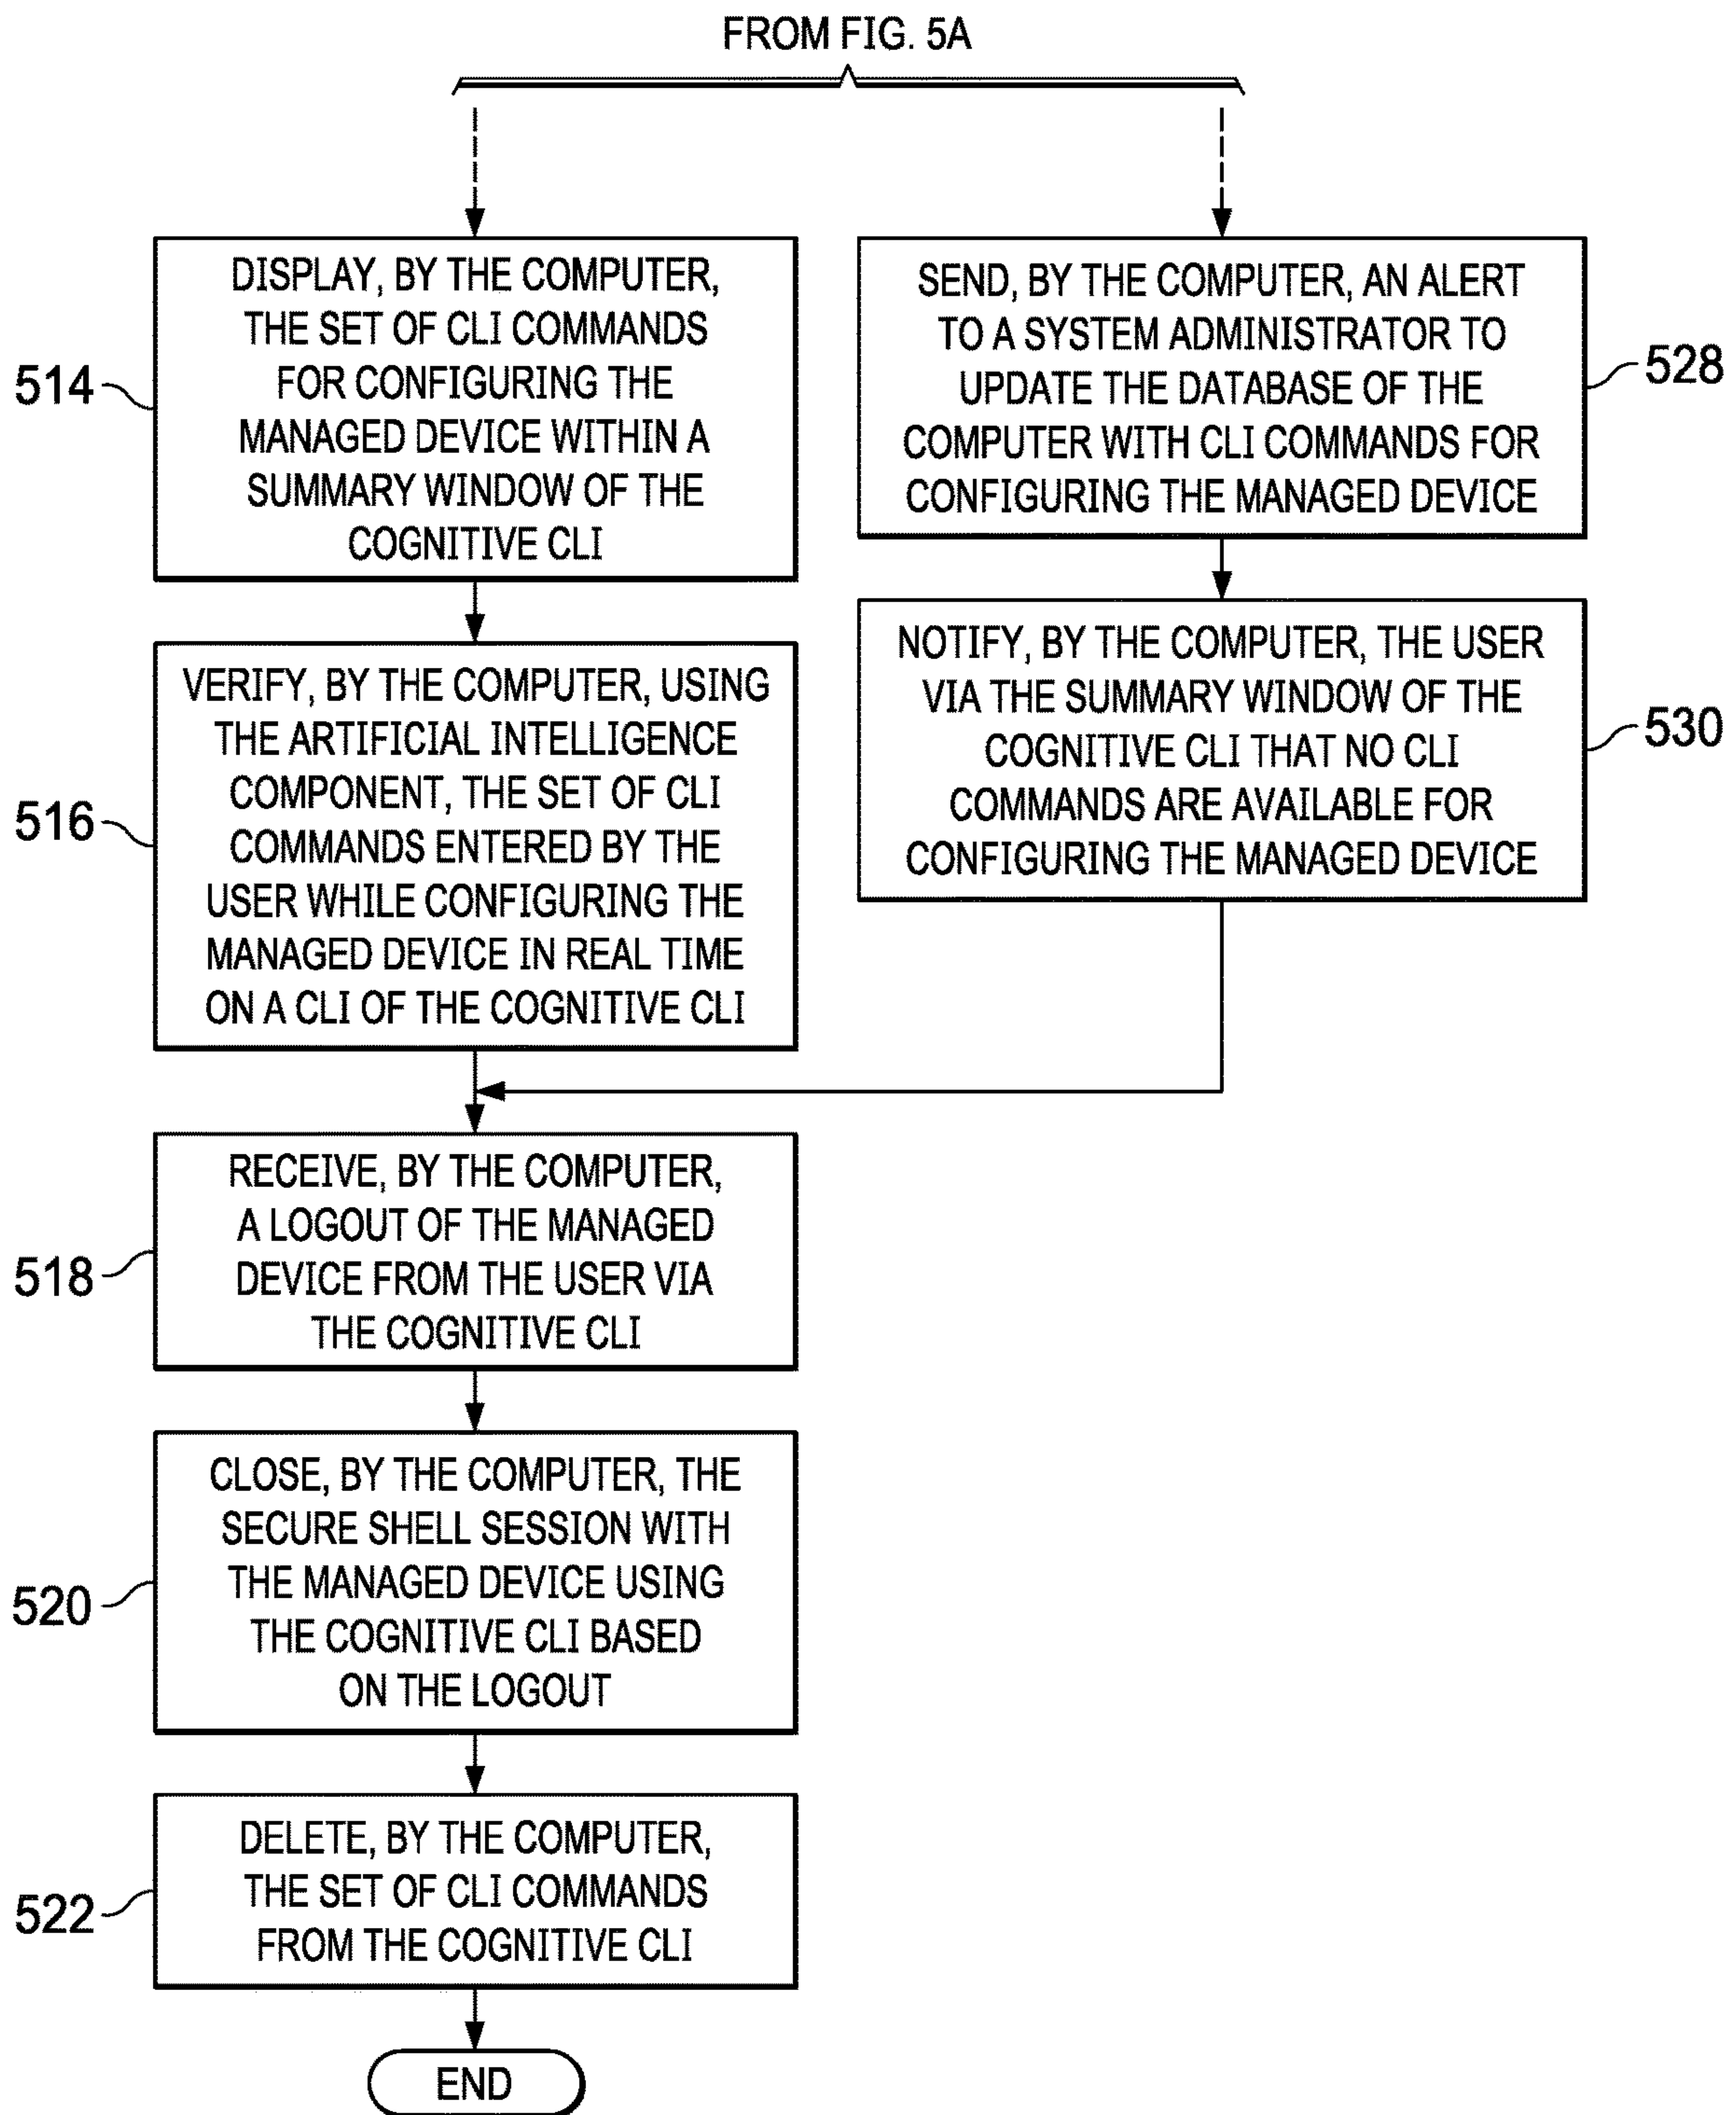 FROM FIG. 5A
DISPLAY, BY THE COMPUTER,
THE SET OF CLI COMMANDS
FOR CONFIGURING THE
MANAGED DEVICE WITHIN A
SUMMARY WINDOW OF THE
COGNITIVE CLI
514
SEND, BY THE COMPUTER, AN ALERT
TO A SYSTEM ADMINISTRATOR TO
UPDATE THE DATABASE OF THE
COMPUTER WITH CLI COMMANDS FOR
CONFIGURING THE MANAGED DEVICE
528
VERIFY, BY THE COMPUTER, USING
THE ARTIFICIAL INTELLIGENCE
COMPONENT, THE SET OF CLI
COMMANDS ENTERED BY THE
USER WHILE CONFIGURING THE
MANAGED DEVICE IN REAL TIME
ON A CLI OF THE COGNITIVE CLI
516
NOTIFY, BY THE COMPUTER, THE USER
VIA THE SUMMARY WINDOW OF THE
COGNITIVE CLI THAT NO CLI
COMMANDS ARE AVAILABLE FOR
CONFIGURING THE MANAGED DEVICE
530
RECEIVE, BY THE COMPUTER,
A LOGOUT OF THE MANAGED
DEVICE FROM THE USER VIA
THE COGNITIVE CLI
518
CLOSE, BY THE COMPUTER, THE
SECURE SHELL SESSION WITH
THE MANAGED DEVICE USING
THE COGNITIVE CLI BASED
ON THE LOGOUT
520
DELETE, BY THE COMPUTER,
THE SET OF CLI COMMANDS
FROM THE COGNITIVE CLI
522
END